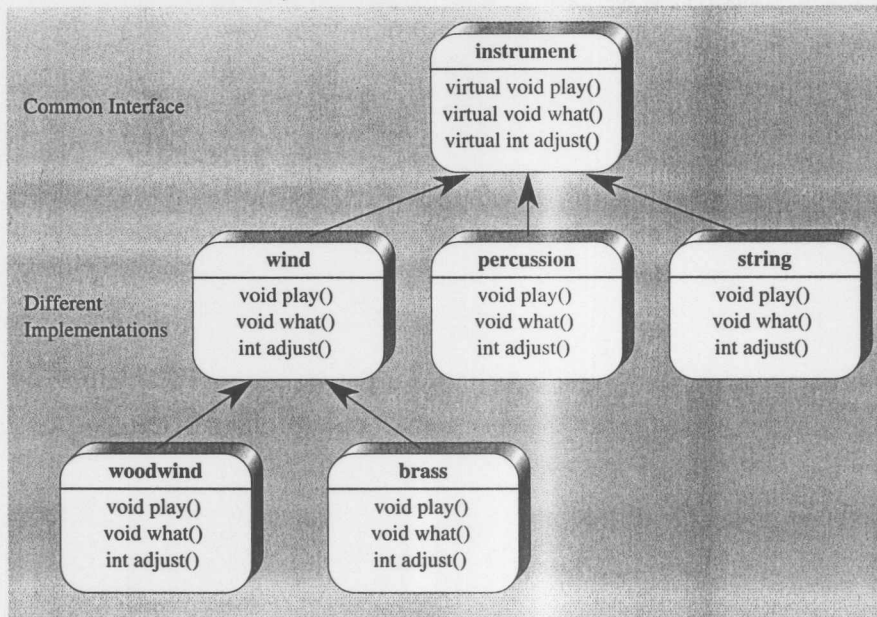 instrument
virtual void play()
Common Interface
virtual void what()
virtual int adjust()
wind
percussion
string
void play()
void play()
void play()
Different
Implementations
void what()
void what()
void what()
int adjust()
int adjust()
int adjust()
woodwind
brass
void play()
void play()
void what()
void what()
int adjust()
int adjust()